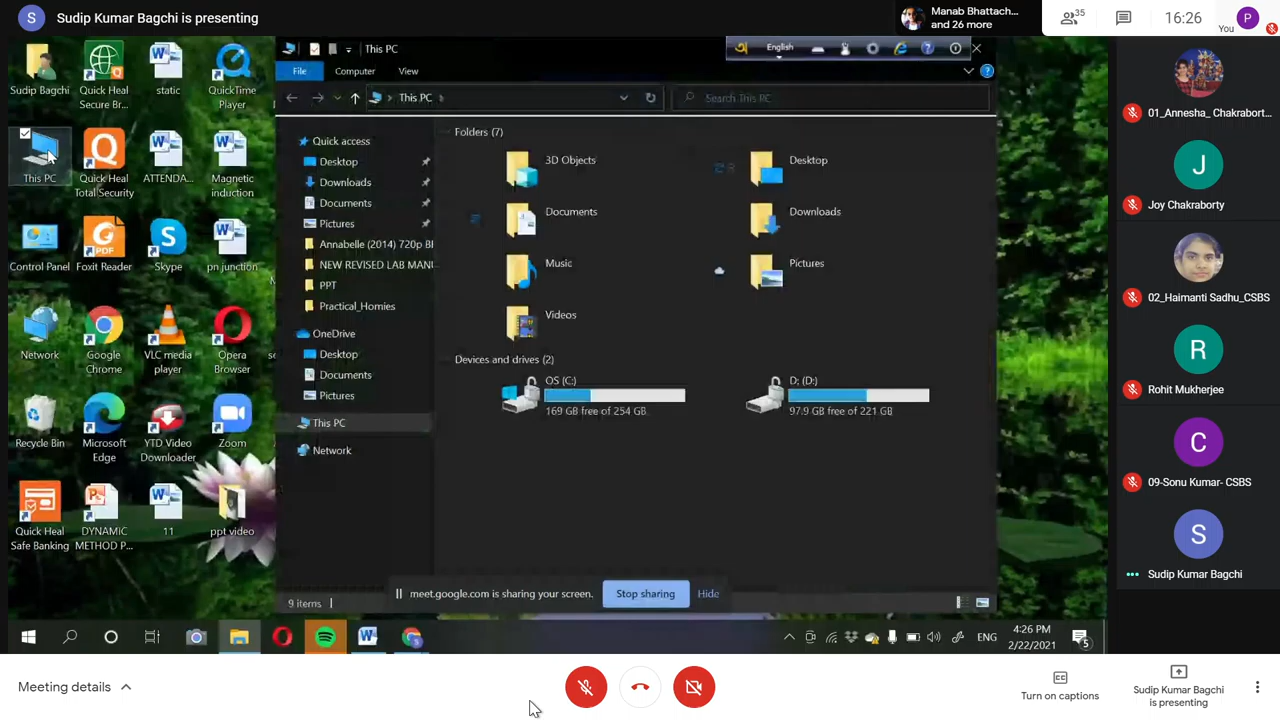 S Sudip Kumar Bagchi is presenting
Manab Bhattach...
and 26 more
35
16:26
You
P
Sudip Bagchi
Quick Heal
Secure Br...
static
QuickTime
Player
This PC
Quick Heal
Total Security
ATTENDA...
Magnetic
induction
Control Panel
Foxit Reader
Skype
pn junction
Network
Google
Chrome
VLC media
player
Opera
Browser
Recycle Bin
Microsoft
Edge
YTD Video
Downloader
Zoom
Quick Heal
Safe Banking
DYNAMIC
METHOD P...
11
ppt video
This PC
English
File
Computer
View
This PC
Search This PC
Quick access
Desktop
Downloads
Documents
Pictures
Annabelle (2014) 720p Bl
NEW REVISED LAB MANU
PPT
Practical_Homies
OneDrive
Desktop
Documents
Pictures
This PC
Network
Folders (7)
3D Objects
Desktop
Documents
Downloads
Music
Pictures
Videos
Devices and drives (2)
OS (C:)
169 GB free of 254 GB
D: (D:)
97.9 GB free of 221 GB
meet.google.com is sharing your screen.
Stop sharing
Hide
9 items
ENG
4:26 PM
2/22/2021
5
01_Annesha_ Chakrabort...
J
Joy Chakraborty
02_Haimanti Sadhu_CSBS
R
Rohit Mukherjee
C
09-Sonu Kumar- CSBS
S
Sudip Kumar Bagchi
Meeting details
Turn on captions
Sudip Kumar Bagchi
is presenting